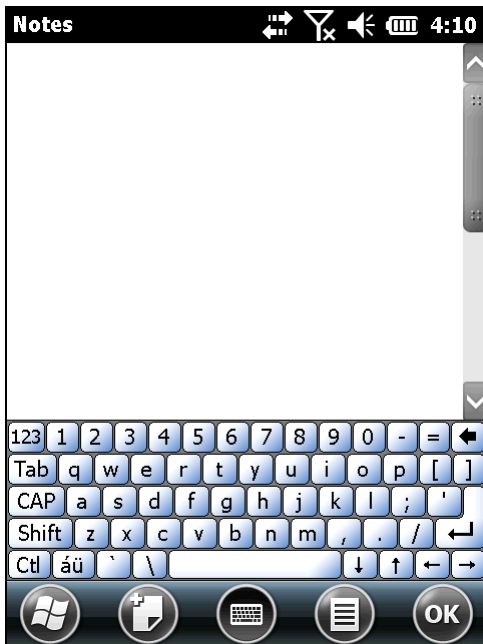 Notes 4:10
123 1 2 3 4 5 6 7 8 9 0 - =
Tab q w e r t y u i o p [ ]
CAP a s d f g h j k l ; '
Shift z x c v b n m , . /
Ctl áü ` \
OK